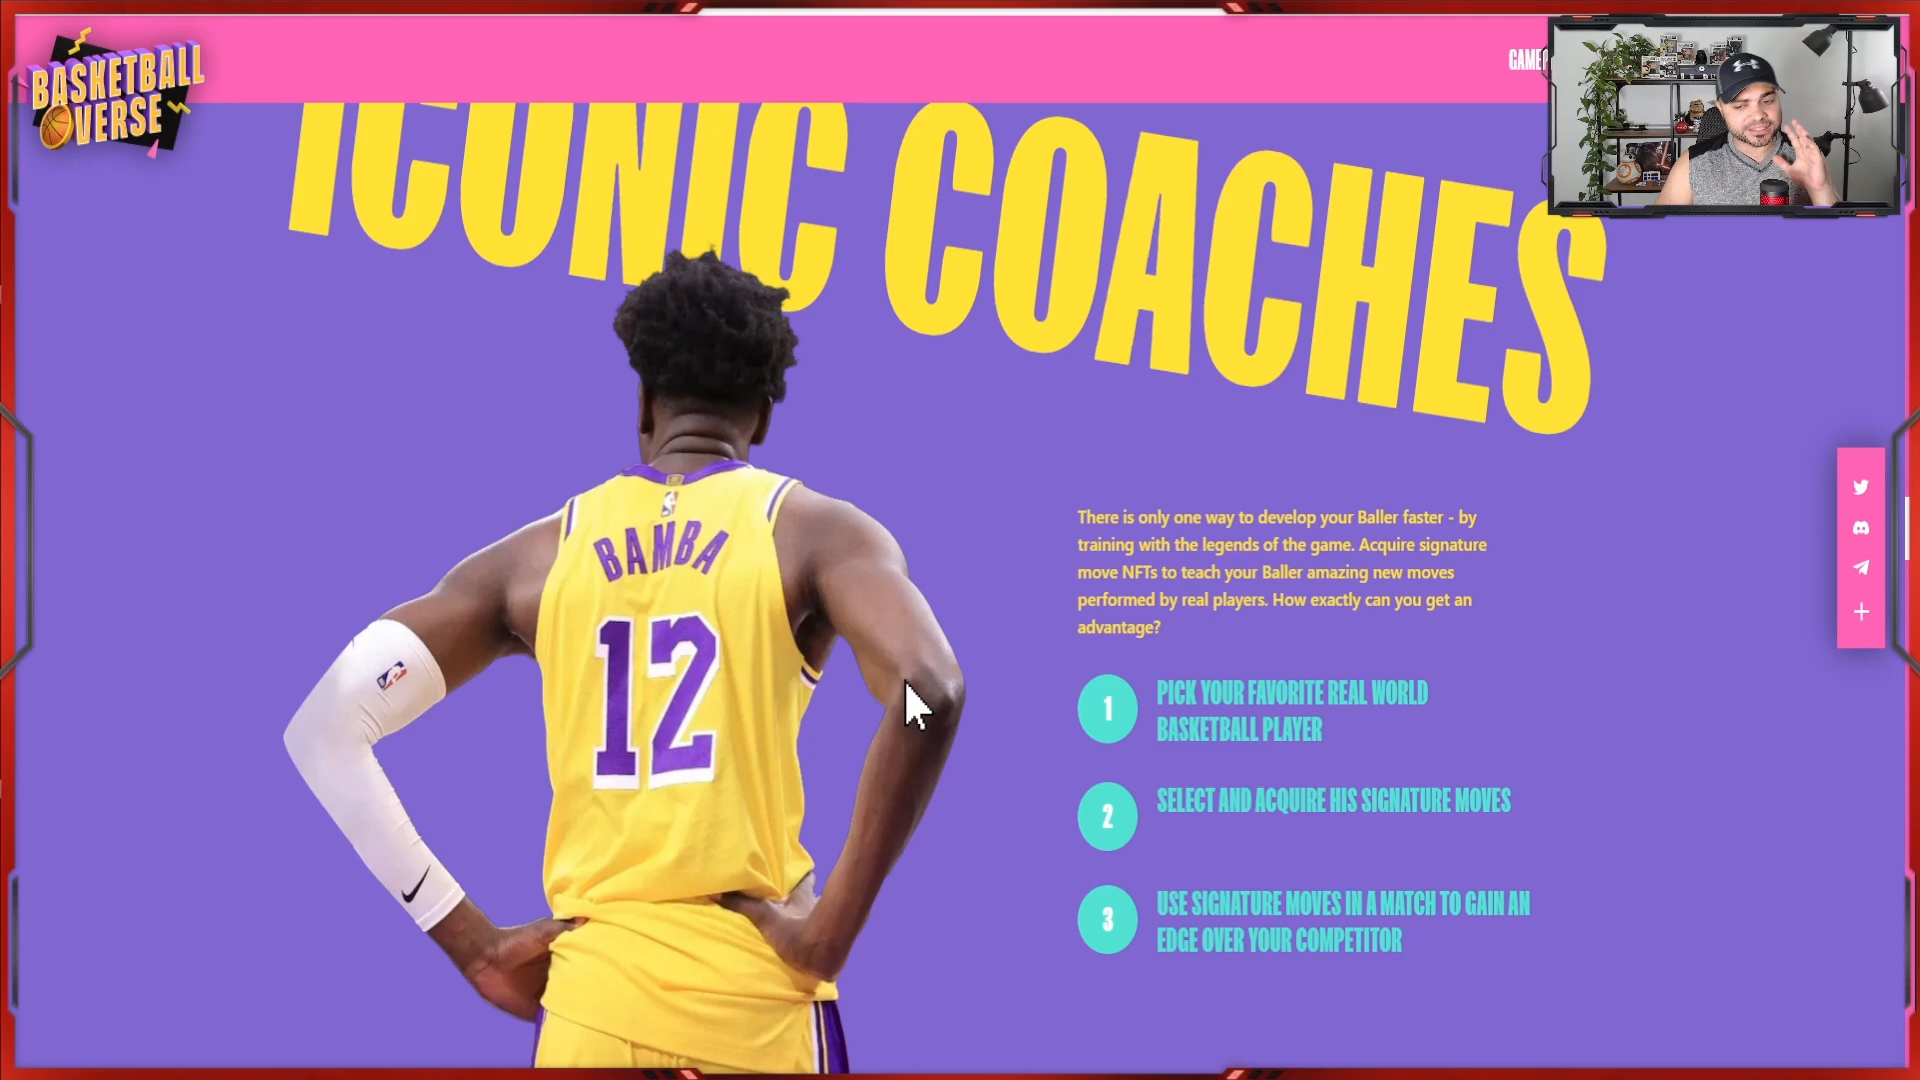 BASKETBALL
VERSE
ICONIC COACHES
BAMBA
12
There is only one way to develop your Baller faster - by
training with the legends of the game. Acquire signature
move NFTs to teach your Baller amazing new moves
performed by real players. How exactly can you get an
advantage?
1
PICK YOUR FAVORITE REAL WORLD
BASKETBALL PLAYER
2
SELECT AND ACQUIRE HIS SIGNATURE MOVES
3
USE SIGNATURE MOVES IN A MATCH TO GAIN AN
EDGE OVER YOUR COMPETITOR